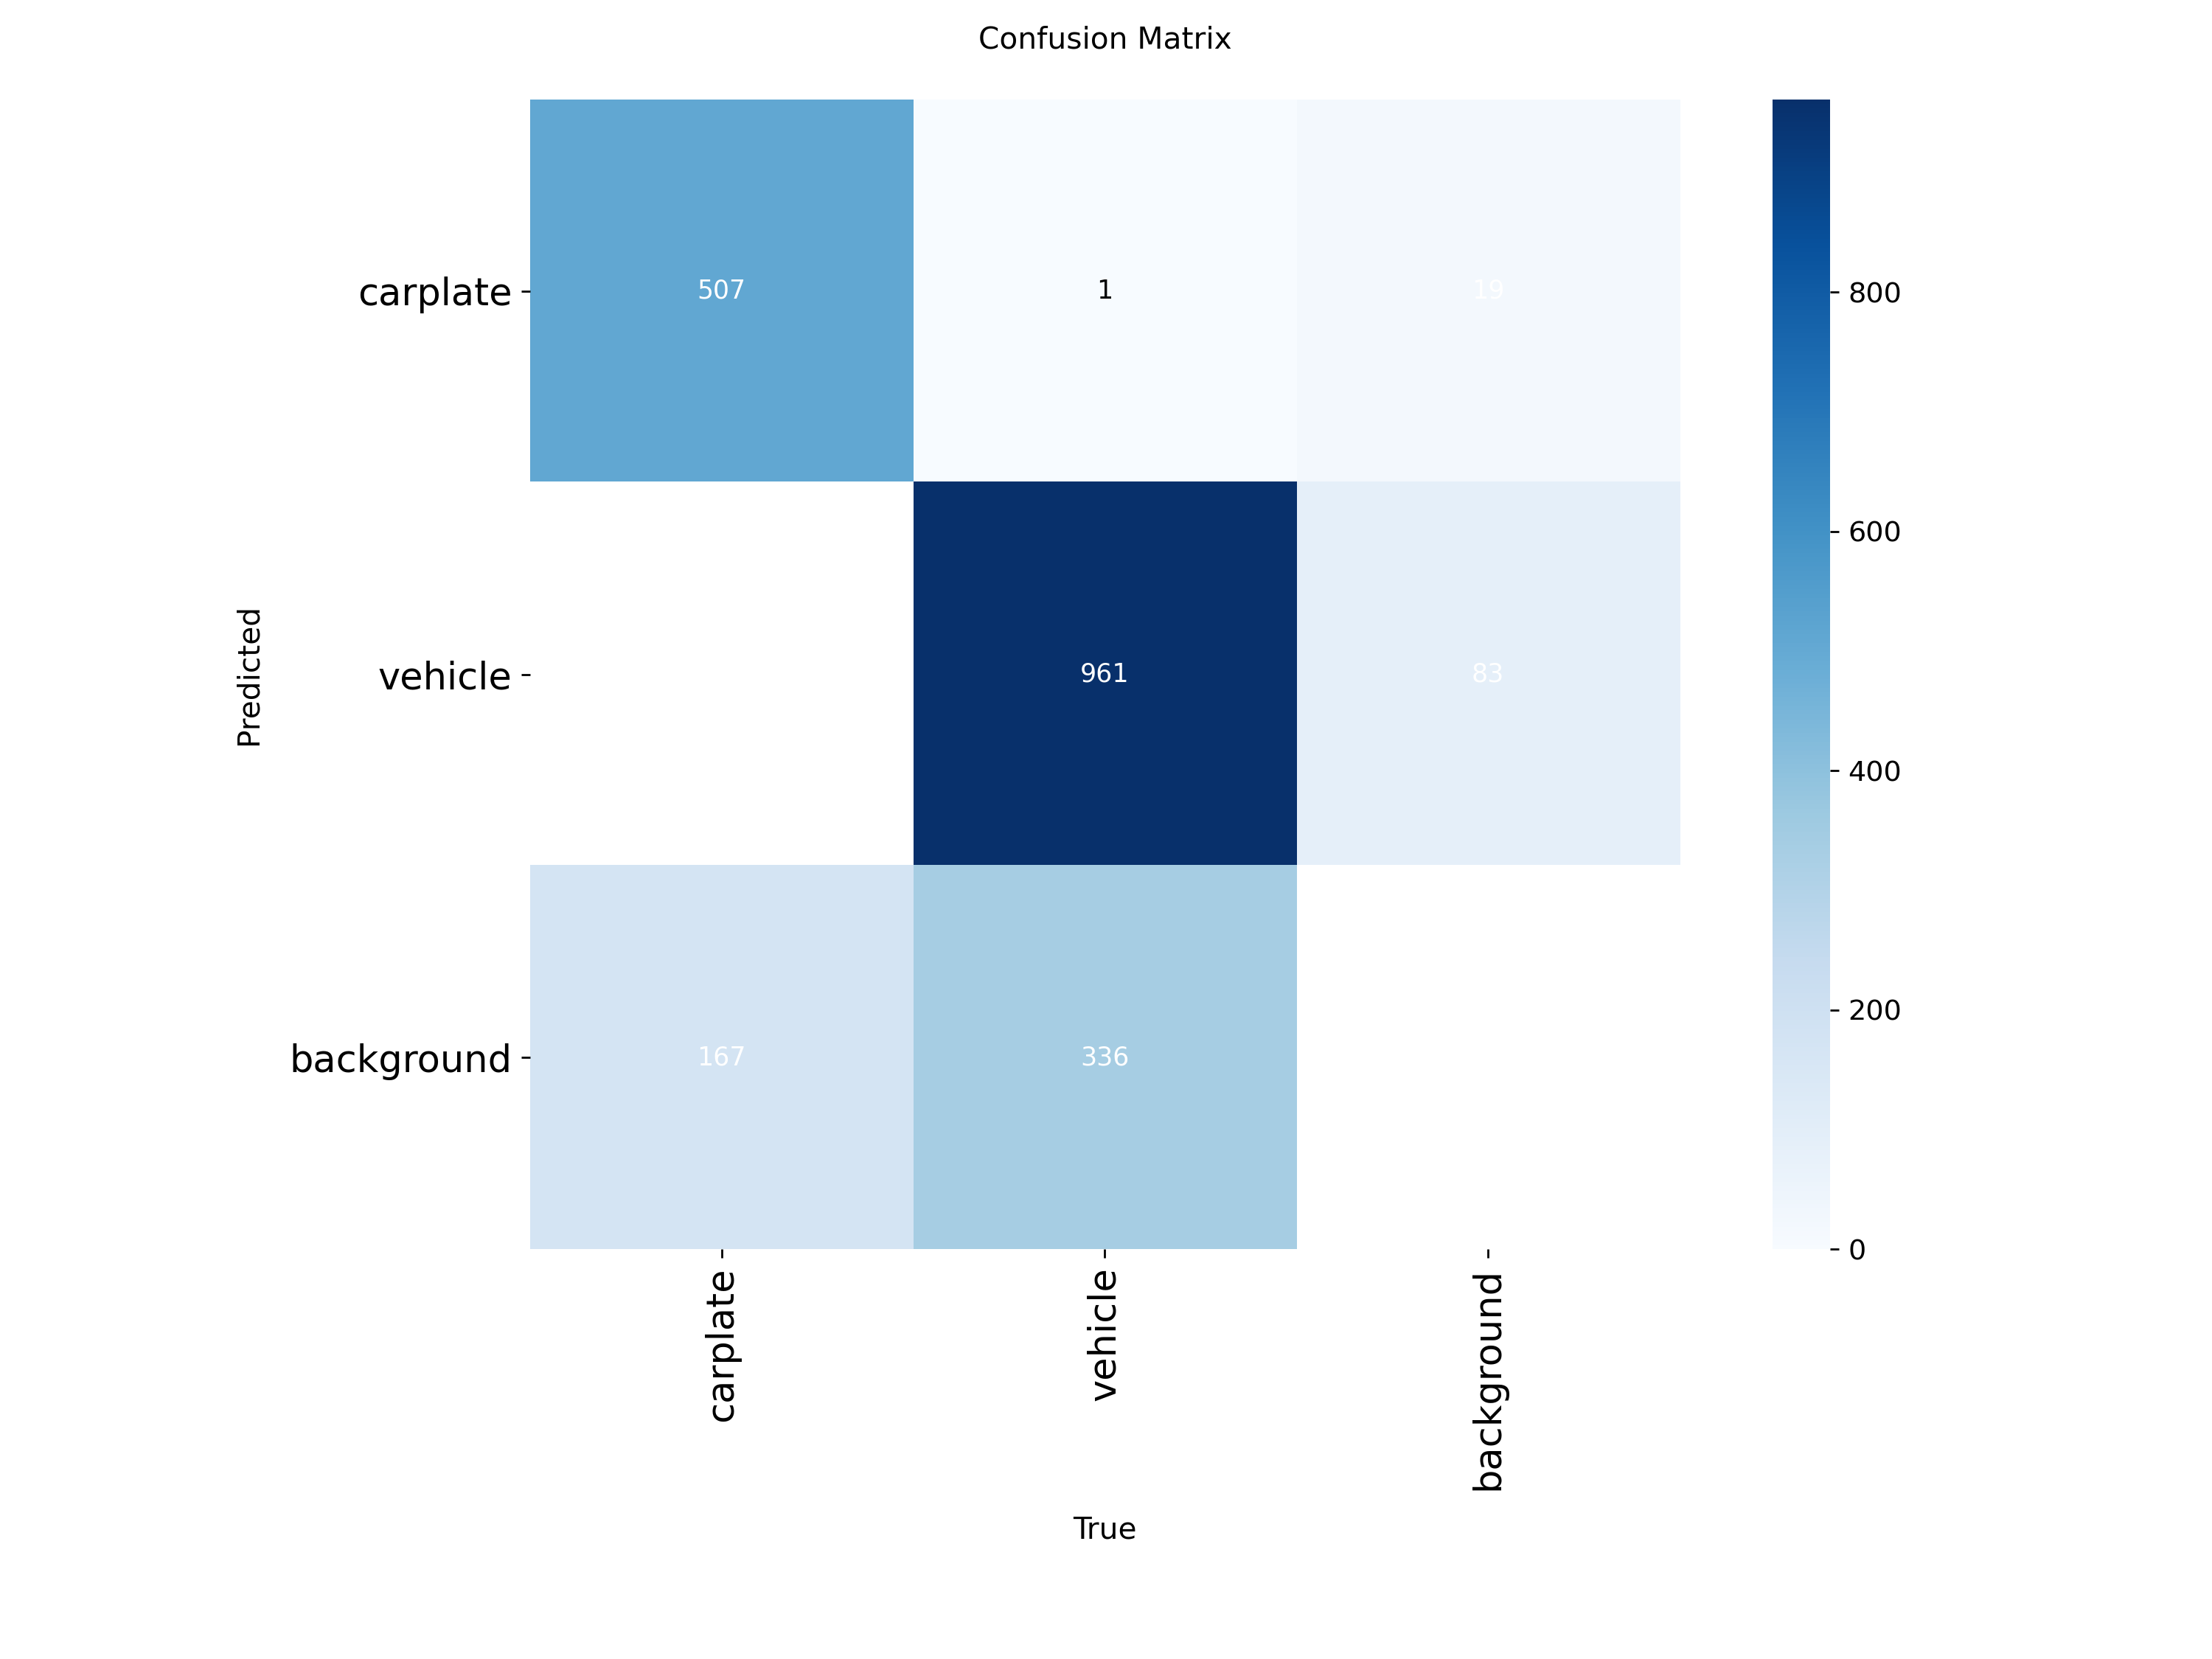 Confusion Matrix
Predicted
carplate
507
1
19
vehicle
961
83
background
167
336
carplate
vehicle
background
True
800
600
400
200
0